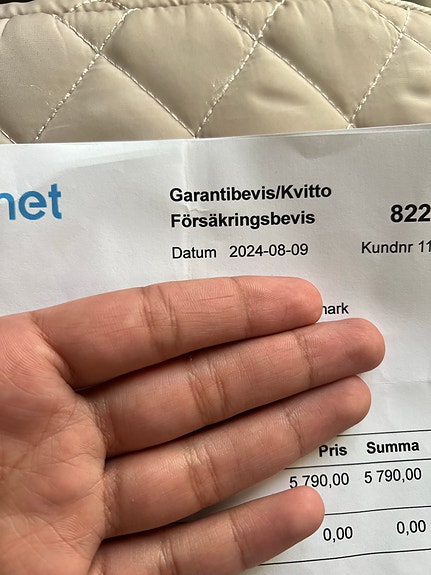 net
Garantibevis/Kvitto
Försäkringsbevis
822
Datum 2024-08-09
Kundnr 11
mark
Pris Summa
5 790,00 5 790,00
0,00 0,00